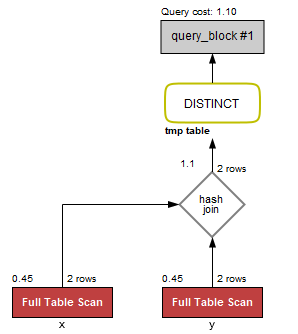 Query cost: 1.10
query_block #1
DISTINCT
tmp table
1.1
2 rows
hash
join
0.45
2 rows
0.45
2 rows
Full Table Scan
Full Table Scan
x
y